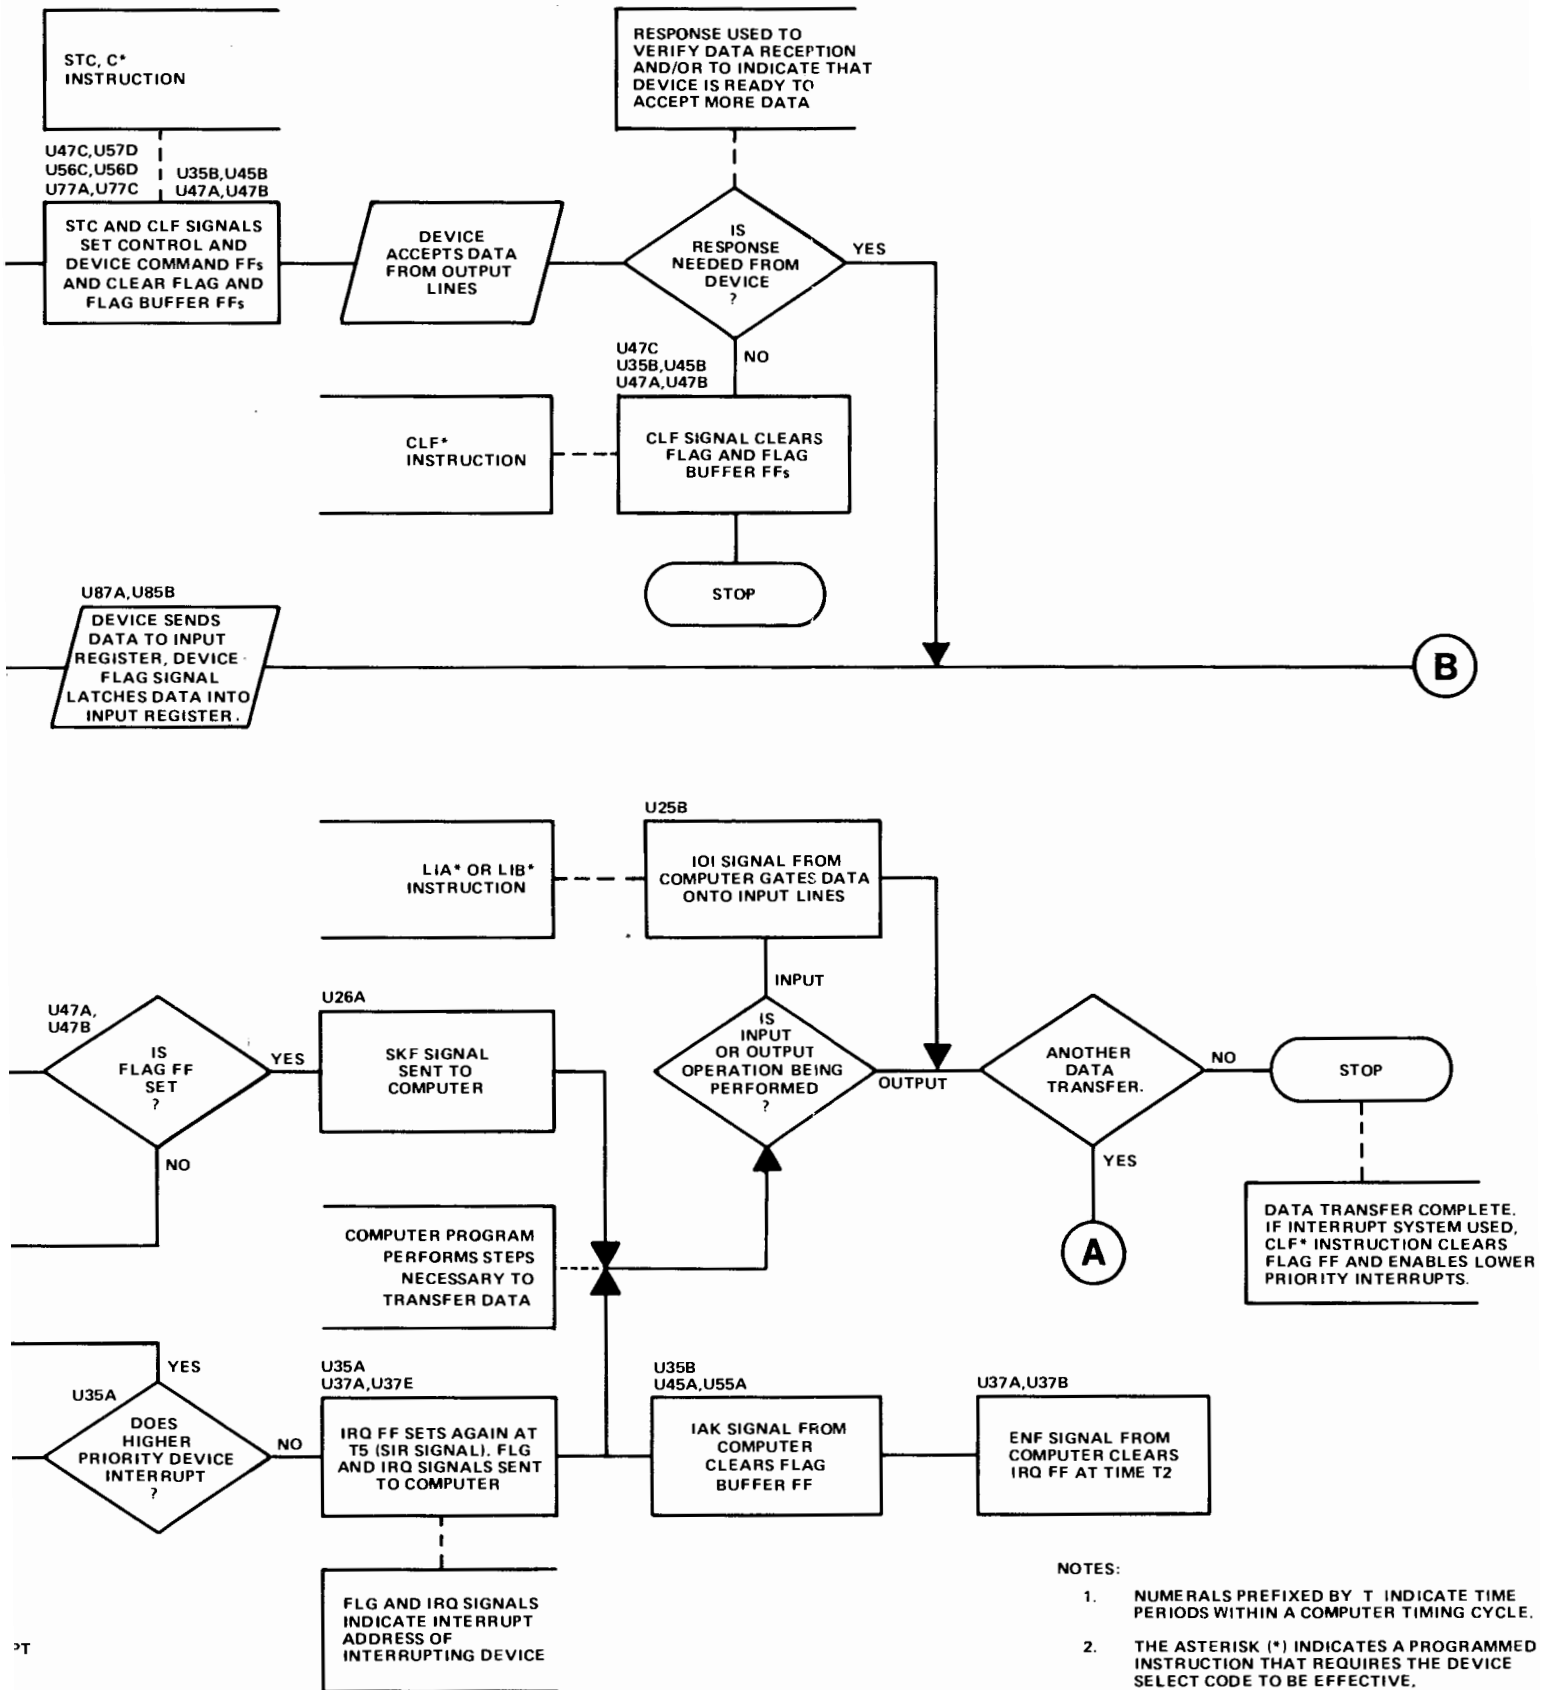 STC, C*
INSTRUCTION
RESPONSE USED TO
VERIFY DATA RECEPTION
AND/OR TO INDICATE THAT
DEVICE IS READY TO
ACCEPT MORE DATA
U47C,U57D
U56C,U56D
U77A,U77C
U35B,U45B
U47A,U47B
STC AND CLF SIGNALS
SET CONTROL AND
DEVICE COMMAND FFs
AND CLEAR FLAG AND
FLAG BUFFER FFs
DEVICE
ACCEPTS DATA
FROM OUTPUT
LINES
IS
RESPONSE
NEEDED FROM
DEVICE
?
YES
NO
U47C
U35B,U45B
U47A,U47B
CLF*
INSTRUCTION
CLF SIGNAL CLEARS
FLAG AND FLAG
BUFFER FFs
STOP
U87A,U85B
DEVICE SENDS
DATA TO INPUT
REGISTER, DEVICE
FLAG SIGNAL
LATCHES DATA INTO
INPUT REGISTER.
B
U25B
LIA* OR LIB*
INSTRUCTION
IOI SIGNAL FROM
COMPUTER GATES DATA
ONTO INPUT LINES
INPUT
U47A,
U47B
IS
FLAG FF
SET
?
YES
NO
U26A
SKF SIGNAL
SENT TO
COMPUTER
IS
INPUT
OR OUTPUT
OPERATION BEING
PERFORMED
?
OUTPUT
ANOTHER
DATA
TRANSFER.
NO
STOP
YES
A
DATA TRANSFER COMPLETE.
IF INTERRUPT SYSTEM USED,
CLF* INSTRUCTION CLEARS
FLAG FF AND ENABLES LOWER
PRIORITY INTERRUPTS.
COMPUTER PROGRAM
PERFORMS STEPS
NECESSARY TO
TRANSFER DATA
YES
U35A
DOES
HIGHER
PRIORITY DEVICE
INTERRUPT
?
NO
U35A
U37A,U37E
IRQ FF SETS AGAIN AT
T5 (SIR SIGNAL). FLG
AND IRQ SIGNALS SENT
TO COMPUTER
U35B
U45A,U55A
IAK SIGNAL FROM
COMPUTER
CLEARS FLAG
BUFFER FF
U37A,U37B
ENF SIGNAL FROM
COMPUTER CLEARS
IRQ FF AT TIME T2
FLG AND IRQ SIGNALS
INDICATE INTERRUPT
ADDRESS OF
INTERRUPTING DEVICE
PT
NOTES:
1. NUMERALS PREFIXED BY T INDICATE TIME
PERIODS WITHIN A COMPUTER TIMING CYCLE.
2. THE ASTERISK (*) INDICATES A PROGRAMMED
INSTRUCTION THAT REQUIRES THE DEVICE
SELECT CODE TO BE EFFECTIVE.